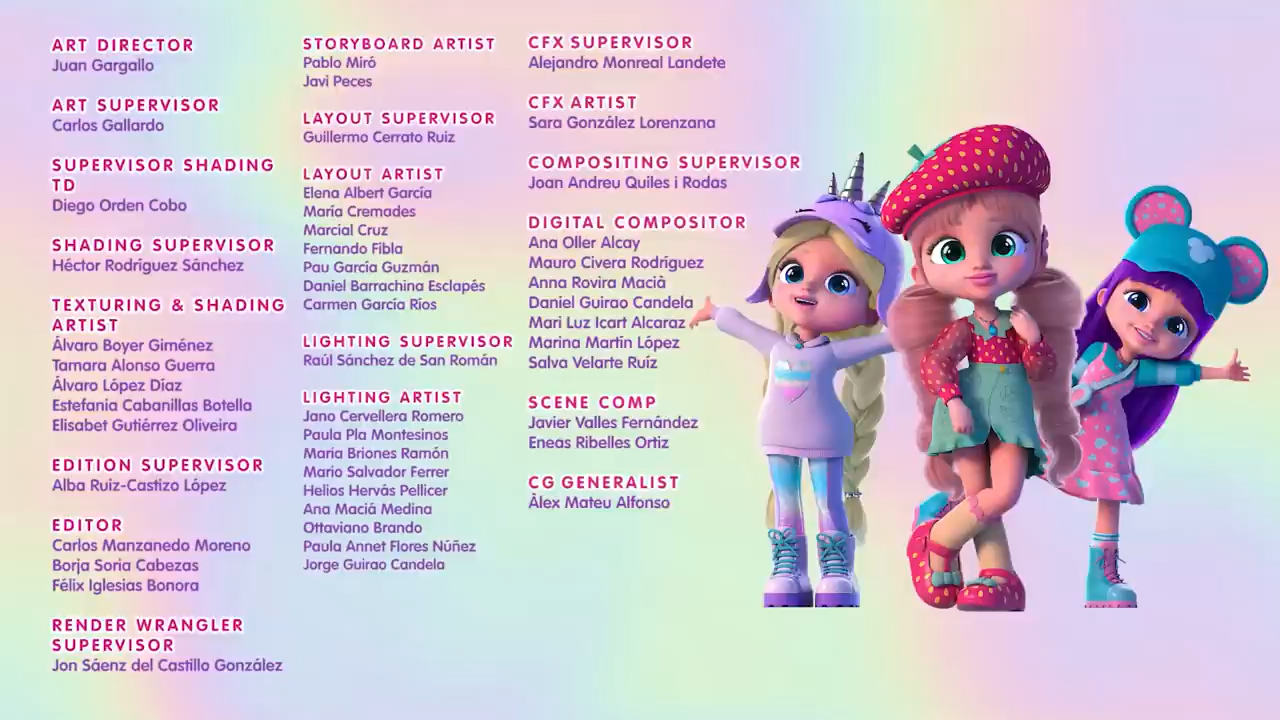 ART DIRECTOR
Juan Gargallo
ART SUPERVISOR
Carlos Gallardo
SUPERVISOR SHADING
TD
Diego Orden Cobo
SHADING SUPERVISOR
Héctor Rodríguez Sánchez
TEXTURING & SHADING
ARTIST
Álvaro Boyer Giménez
Tamara Alonso Guerra
Álvaro López Díaz
Estefania Cabanillas Botella
Elisabet Gutiérrez Oliveira
EDITION SUPERVISOR
Alba Ruiz-Castizo López
EDITOR
Carlos Manzanedo Moreno
Borja Soria Cabezas
Félix Iglesias Bonora
RENDER WRANGLER
SUPERVISOR
Jon Sáenz del Castillo González
STORYBOARD ARTIST
Pablo Miró
Javi Peces
LAYOUT SUPERVISOR
Guillermo Cerrato Ruiz
LAYOUT ARTIST
Elena Albert García
María Cremades
Marcial Cruz
Fernando Fibla
Pau García Guzmán
Daniel Barrachina Esclapés
Carmen García Ríos
LIGHTING SUPERVISOR
Raúl Sánchez de San Román
LIGHTING ARTIST
Jano Cervellera Romero
Paula Pla Montesinos
Maria Briones Ramón
Mario Salvador Ferrer
Helios Hervás Pellicer
Ana Maciá Medina
Ottaviano Brando
Paula Annet Flores Núñez
Jorge Guirao Candela
CFX SUPERVISOR
Alejandro Monreal Landete
CFX ARTIST
Sara González Lorenzana
COMPOSITING SUPERVISOR
Joan Andreu Quiles i Rodas
DIGITAL COMPOSITOR
Ana Oller Alcay
Mauro Civera Rodríguez
Anna Rovira Macià
Daniel Guirao Candela
Mari Luz Icart Alcaraz
Marina Martín López
Salva Velarte Ruíz
SCENE COMP
Javier Valles Fernández
Eneas Ribelles Ortiz
CG GENERALIST
Àlex Mateu Alfonso